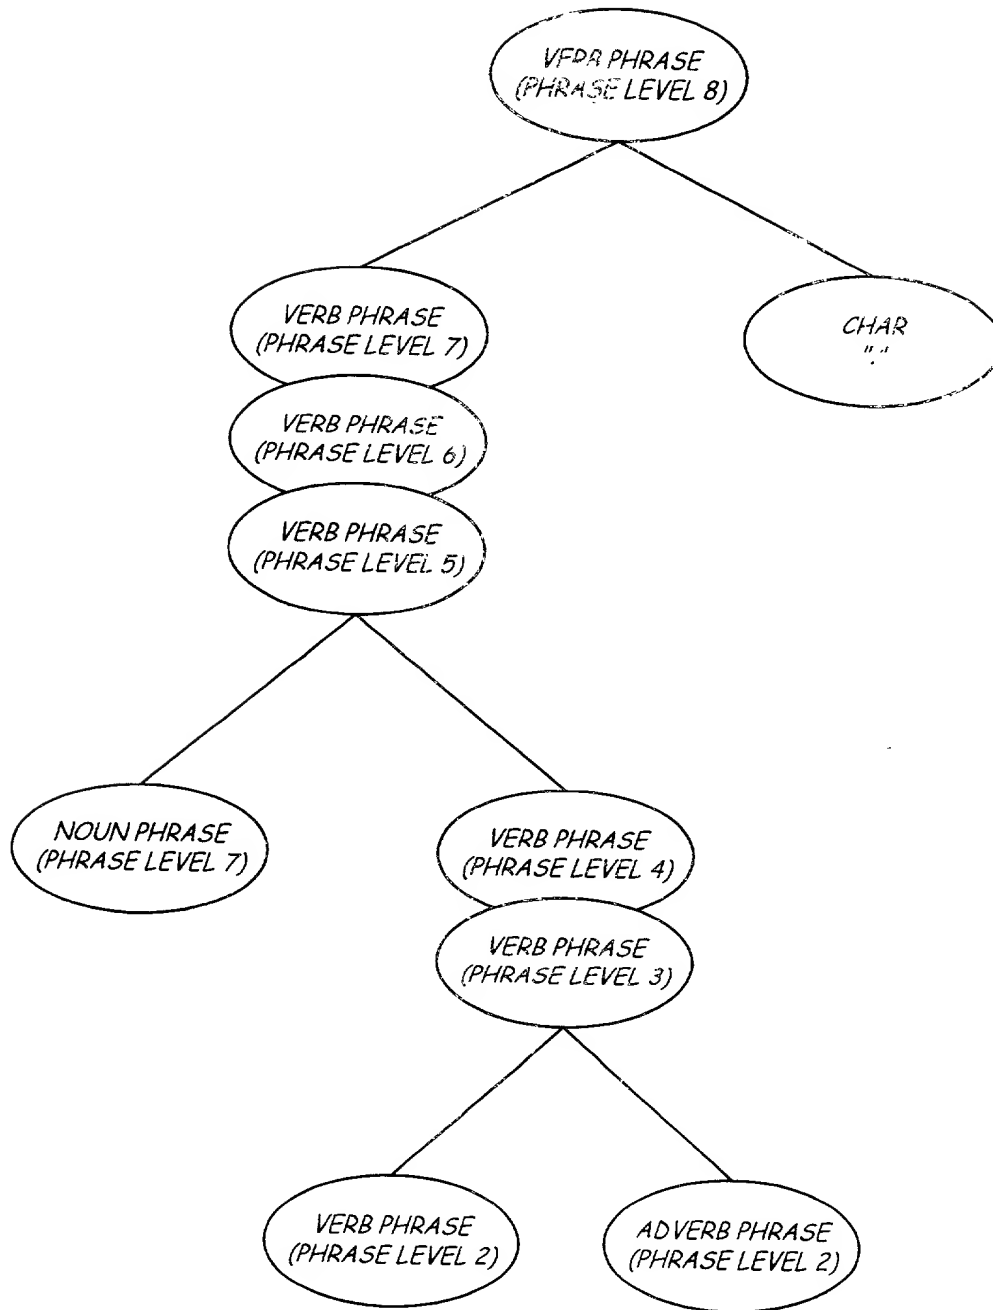 VERB PHRASE
(PHRASE LEVEL 8)
VERB PHRASE
(PHRASE LEVEL 7)
CHAR
"."
VERB PHRASE
(PHRASE LEVEL 6)
VERB PHRASE
(PHRASE LEVEL 5)
NOUN PHRASE
(PHRASE LEVEL 7)
VERB PHRASE
(PHRASE LEVEL 4)
VERB PHRASE
(PHRASE LEVEL 3)
VERB PHRASE
(PHRASE LEVEL 2)
ADVERB PHRASE
(PHRASE LEVEL 2)